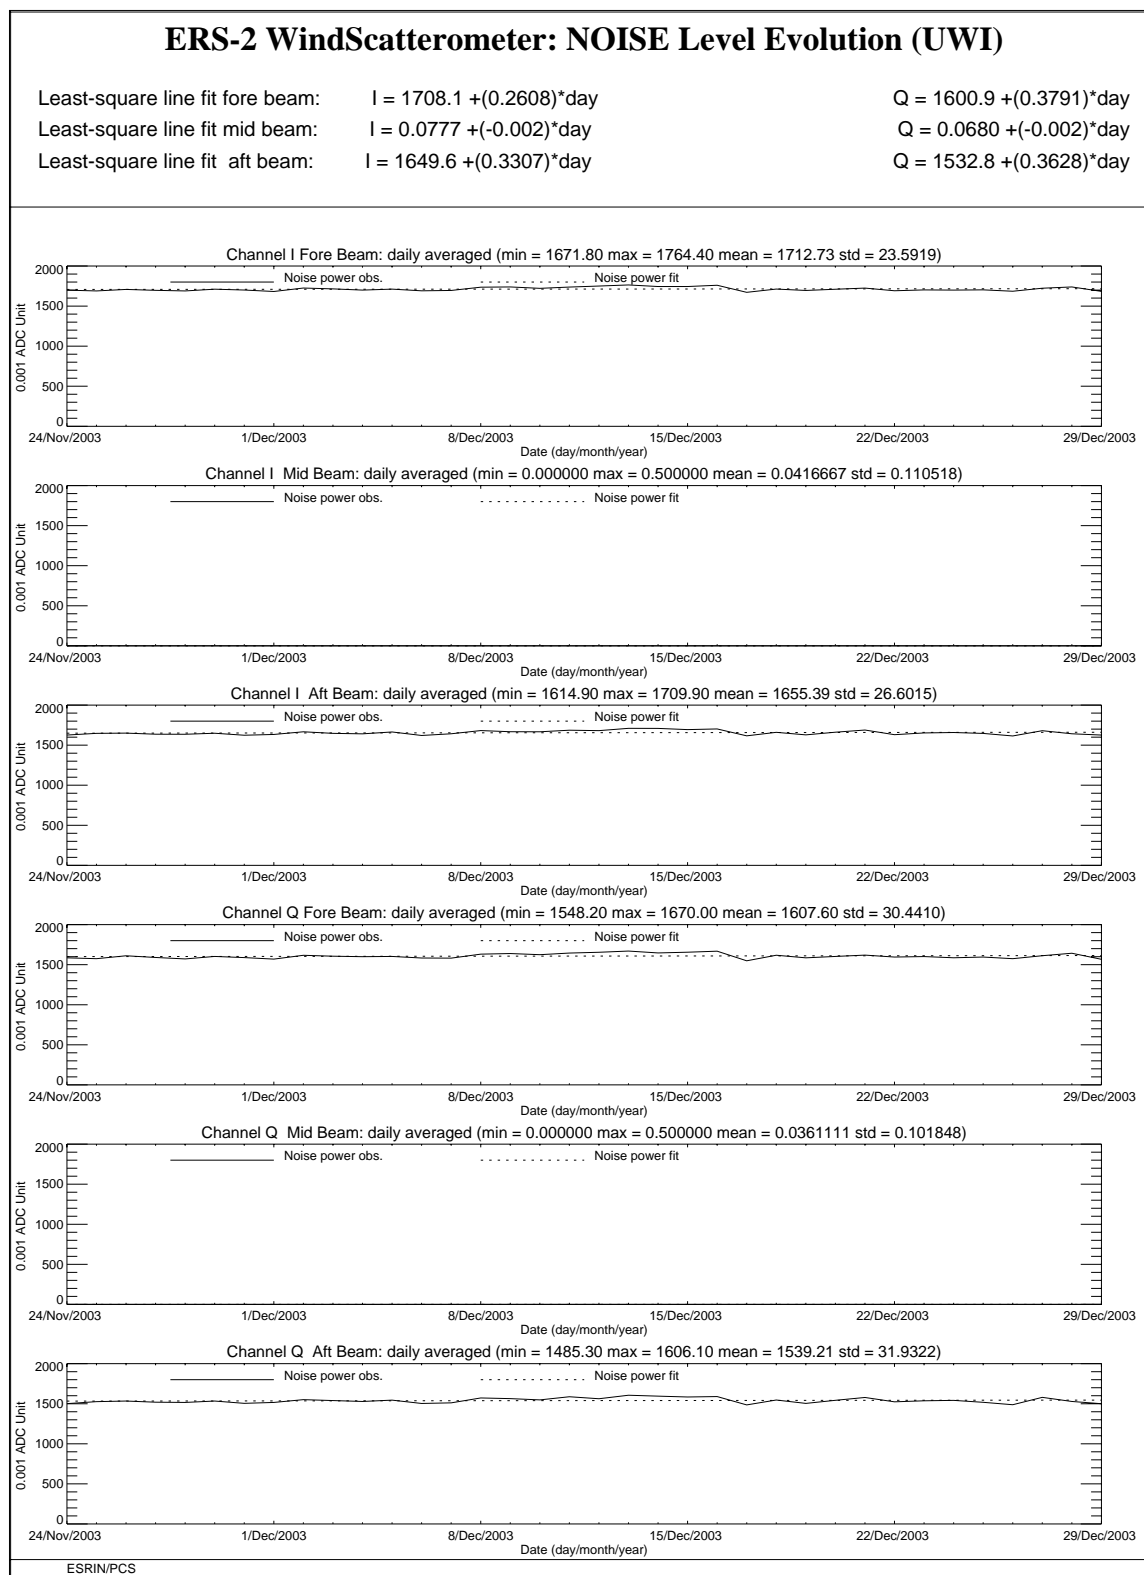 ERS-2 WindScatterometer: NOISE Level Evolution (UWI)
Least-square line fit fore beam: I = 1708.1 +(0.2608)*day Q = 1600.9 +(0.3791)*day
Least-square line fit mid beam: I = 0.0777 +(-0.002)*day Q = 0.0680 +(-0.002)*day
Least-square line fit aft beam: I = 1649.6 +(0.3307)*day Q = 1532.8 +(0.3628)*day
Channel I Fore Beam: daily averaged (min = 1671.80 max = 1764.40 mean = 1712.73 std = 23.5919)
Noise power obs. Noise power fit
2000
1500
1000
500
0
0.001 ADC Unit
24/Nov/2003 1/Dec/2003 8/Dec/2003 15/Dec/2003 22/Dec/2003 29/Dec/2003
Date (day/month/year)
Channel I Mid Beam: daily averaged (min = 0.000000 max = 0.500000 mean = 0.0416667 std = 0.110518)
Noise power obs. Noise power fit
2000
1500
1000
500
0
0.001 ADC Unit
24/Nov/2003 1/Dec/2003 8/Dec/2003 15/Dec/2003 22/Dec/2003 29/Dec/2003
Date (day/month/year)
Channel I Aft Beam: daily averaged (min = 1614.90 max = 1709.90 mean = 1655.39 std = 26.6015)
Noise power obs. Noise power fit
2000
1500
1000
500
0
0.001 ADC Unit
24/Nov/2003 1/Dec/2003 8/Dec/2003 15/Dec/2003 22/Dec/2003 29/Dec/2003
Date (day/month/year)
Channel Q Fore Beam: daily averaged (min = 1548.20 max = 1670.00 mean = 1607.60 std = 30.4410)
Noise power obs. Noise power fit
2000
1500
1000
500
0
0.001 ADC Unit
24/Nov/2003 1/Dec/2003 8/Dec/2003 15/Dec/2003 22/Dec/2003 29/Dec/2003
Date (day/month/year)
Channel Q Mid Beam: daily averaged (min = 0.000000 max = 0.500000 mean = 0.0361111 std = 0.101848)
Noise power obs. Noise power fit
2000
1500
1000
500
0
0.001 ADC Unit
24/Nov/2003 1/Dec/2003 8/Dec/2003 15/Dec/2003 22/Dec/2003 29/Dec/2003
Date (day/month/year)
Channel Q Aft Beam: daily averaged (min = 1485.30 max = 1606.10 mean = 1539.21 std = 31.9322)
Noise power obs. Noise power fit
2000
1500
1000
500
0
0.001 ADC Unit
24/Nov/2003 1/Dec/2003 8/Dec/2003 15/Dec/2003 22/Dec/2003 29/Dec/2003
Date (day/month/year)
ESRIN/PCS